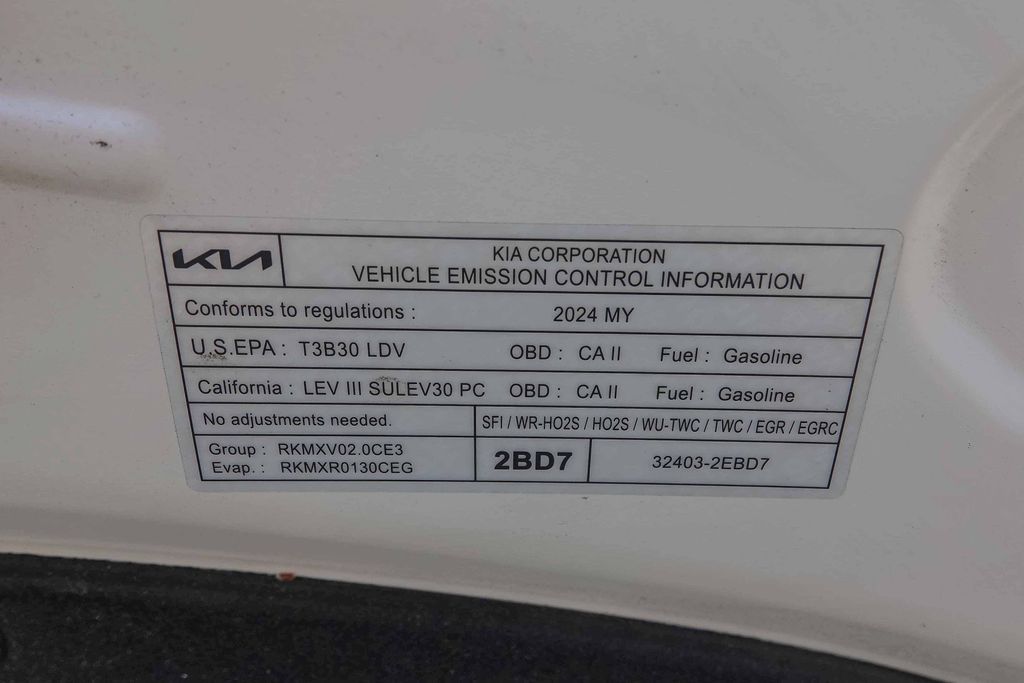 KIA
KIA CORPORATION
VEHICLE EMISSION CONTROL INFORMATION
Conforms to regulations : 2024 MY
U.S.EPA : T3B30 LDV OBD : CA II Fuel : Gasoline
California : LEV III SULEV30 PC OBD : CA II Fuel : Gasoline
No adjustments needed. SFI / WR-HO2S / HO2S / WU-TWC / TWC / EGR / EGRC
Group : RKMXV02.0CE3
Evap. : RKMXR0130CEG
2BD7 32403-2EBD7